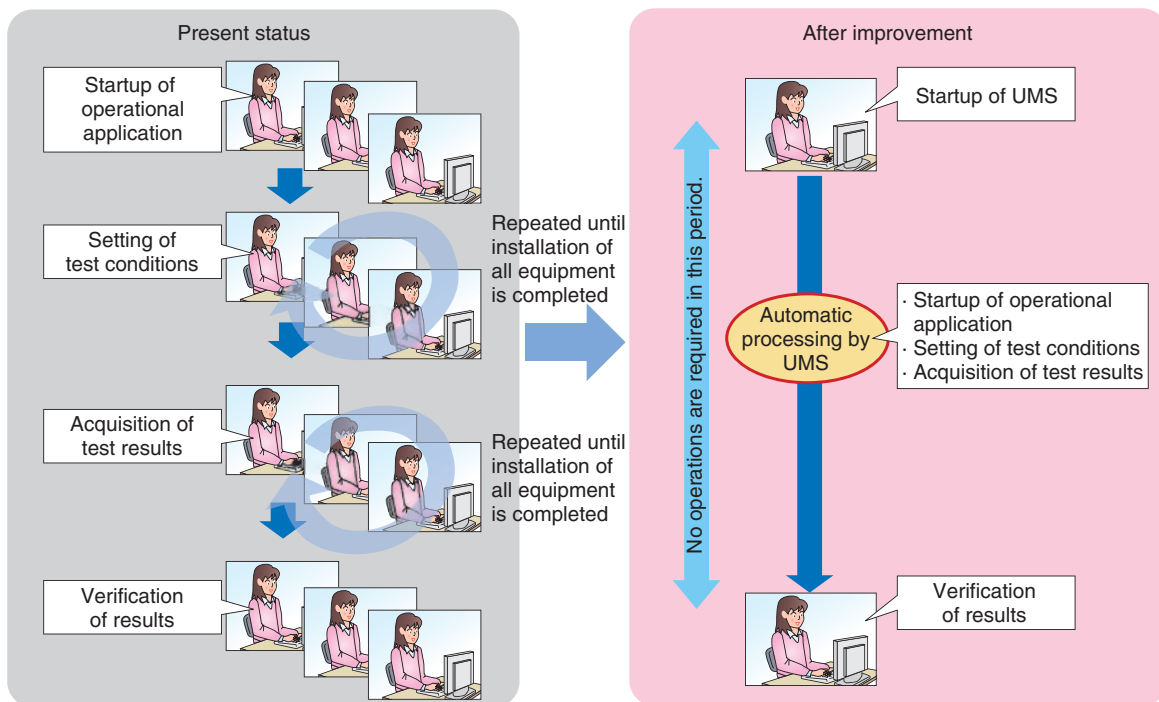 Present status
Startup of
operational
application
Setting of
test conditions
Repeated until
installation of
all equipment
is completed
Acquisition of
test results
Repeated until
installation of
all equipment
is completed
Verification
of results
After improvement
Startup of UMS
No operations are required in this period.
Automatic
processing by
UMS
· Startup of operational
application
· Setting of test conditions
· Acquisition of test results
Verification
of results